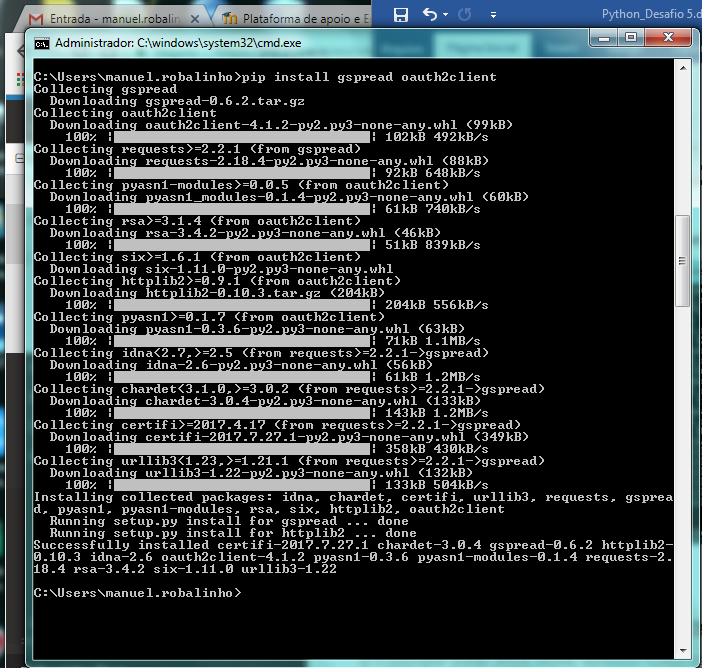 Entrada - manuel.robalin
Plataforma de apoio e E
Python_Desafio 5.d
Administrador: C:\windows\system32\cmd.exe
C:\Users\manuel.robalinho>pip install gspread oauth2client
Collecting gspread
  Downloading gspread-0.6.2.tar.gz
Collecting oauth2client
  Downloading oauth2client-4.1.2-py2.py3-none-any.whl (99kB)
    100% |████████████████████████████████| 102kB 492kB/s
Collecting requests>=2.2.1 (from gspread)
  Downloading requests-2.18.4-py2.py3-none-any.whl (88kB)
    100% |████████████████████████████████| 92kB 648kB/s
Collecting pyasn1-modules>=0.0.5 (from oauth2client)
  Downloading pyasn1_modules-0.1.4-py2.py3-none-any.whl (60kB)
    100% |████████████████████████████████| 61kB 740kB/s
Collecting rsa>=3.1.4 (from oauth2client)
  Downloading rsa-3.4.2-py2.py3-none-any.whl (46kB)
    100% |████████████████████████████████| 51kB 839kB/s
Collecting six>=1.6.1 (from oauth2client)
  Downloading six-1.11.0-py2.py3-none-any.whl
Collecting httplib2>=0.9.1 (from oauth2client)
  Downloading httplib2-0.10.3.tar.gz (204kB)
    100% |████████████████████████████████| 204kB 556kB/s
Collecting pyasn1>=0.1.7 (from oauth2client)
  Downloading pyasn1-0.3.6-py2.py3-none-any.whl (63kB)
    100% |████████████████████████████████| 71kB 1.1MB/s
Collecting idna<2.7,>=2.5 (from requests>=2.2.1->gspread)
  Downloading idna-2.6-py2.py3-none-any.whl (56kB)
    100% |████████████████████████████████| 61kB 1.2MB/s
Collecting chardet<3.1.0,>=3.0.2 (from requests>=2.2.1->gspread)
  Downloading chardet-3.0.4-py2.py3-none-any.whl (133kB)
    100% |████████████████████████████████| 143kB 1.2MB/s
Collecting certifi>=2017.4.17 (from requests>=2.2.1->gspread)
  Downloading certifi-2017.7.27.1-py2.py3-none-any.whl (349kB)
    100% |████████████████████████████████| 358kB 430kB/s
Collecting urllib3<1.23,>=1.21.1 (from requests>=2.2.1->gspread)
  Downloading urllib3-1.22-py2.py3-none-any.whl (132kB)
    100% |████████████████████████████████| 133kB 504kB/s
Installing collected packages: idna, chardet, certifi, urllib3, requests, gsprea
d, pyasn1, pyasn1-modules, rsa, six, httplib2, oauth2client
  Running setup.py install for gspread ... done
  Running setup.py install for httplib2 ... done
Successfully installed certifi-2017.7.27.1 chardet-3.0.4 gspread-0.6.2 httplib2-
0.10.3 idna-2.6 oauth2client-4.1.2 pyasn1-0.3.6 pyasn1-modules-0.1.4 requests-2.
18.4 rsa-3.4.2 six-1.11.0 urllib3-1.22
C:\Users\manuel.robalinho>